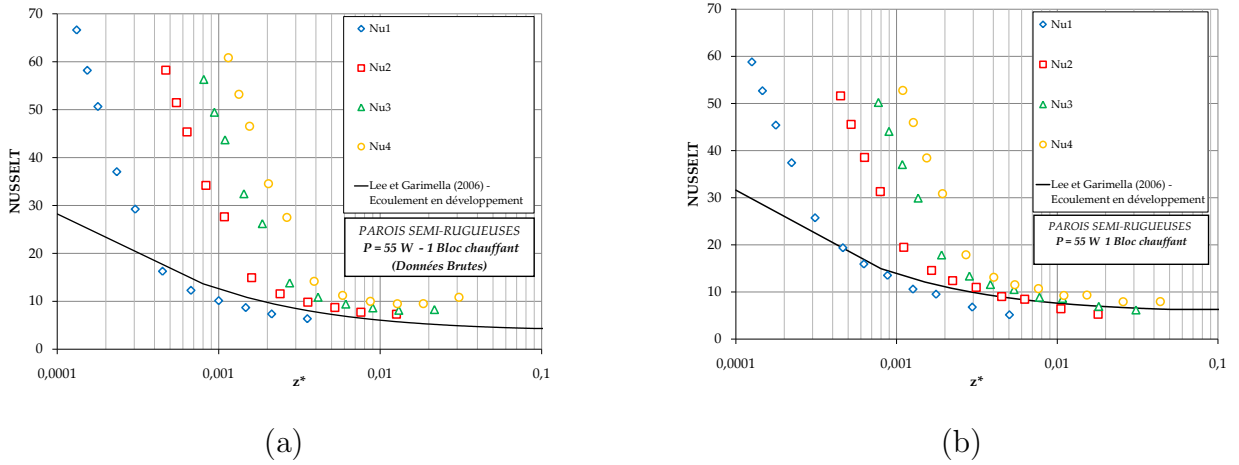 70
60
50
40
30
20
10
0
NUSSELT
0,0001
0,001
0,01
0,1
z*
Nu1
Nu2
Nu3
Nu4
Lee et Garimella (2006) -
Ecoulement en développement
PAROIS SEMI-RUGUEUSES
P = 55 W - 1 Bloc chauffant
(Données Brutes)
(a)
70
60
50
40
30
20
10
0
NUSSELT
0,0001
0,001
0,01
0,1
z*
Nu1
Nu2
Nu3
Nu4
Lee et Garimella (2006) -
Ecoulement en développement
PAROIS SEMI-RUGUEUSES
P = 55 W 1 Bloc chauffant
(b)